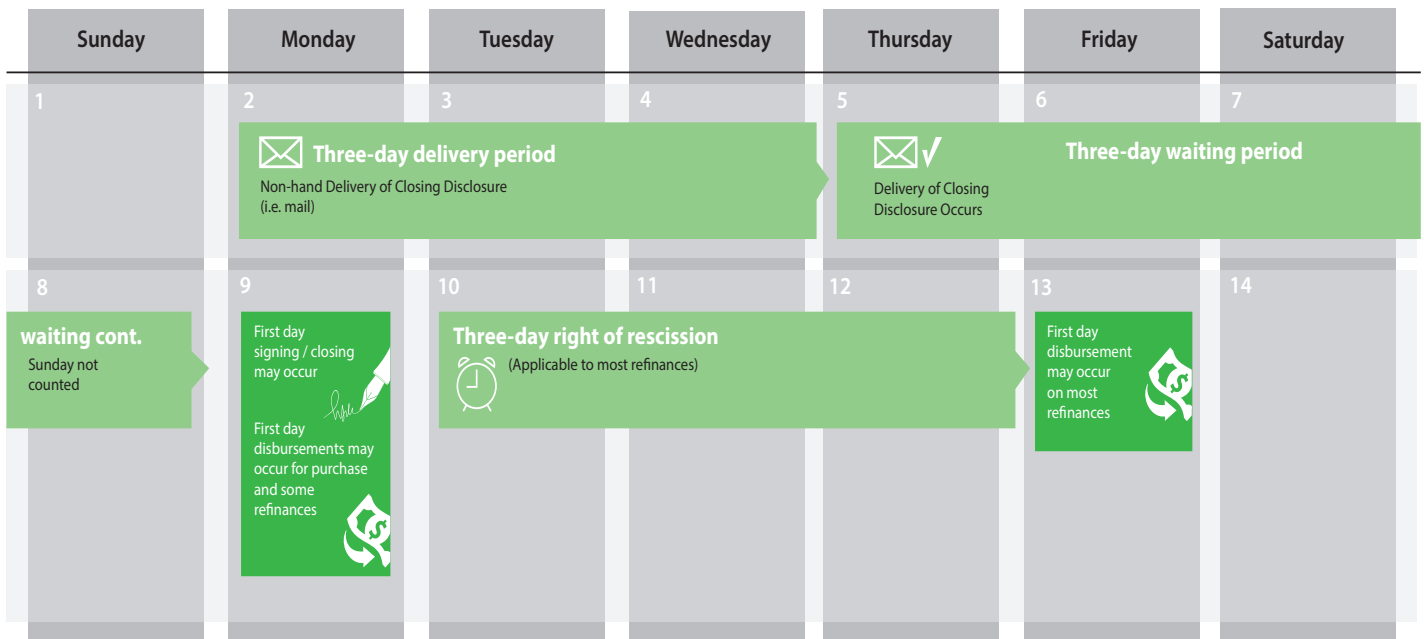 Sunday
Monday
Tuesday
Wednesday
Thursday
Friday
Saturday
1
2
3
4
5
6
7
Three-day delivery period
Non-hand Delivery of Closing Disclosure
(i.e. mail)
Three-day waiting period
Delivery of Closing
Disclosure Occurs
8
9
10
11
12
13
14
waiting cont.
Sunday not
counted
First day
signing / closing
may occur
First day
disbursements may
occur for purchase
and some
refinances
Three-day right of rescission
(Applicable to most refinances)
First day
disbursement
may occur
on most
refinances